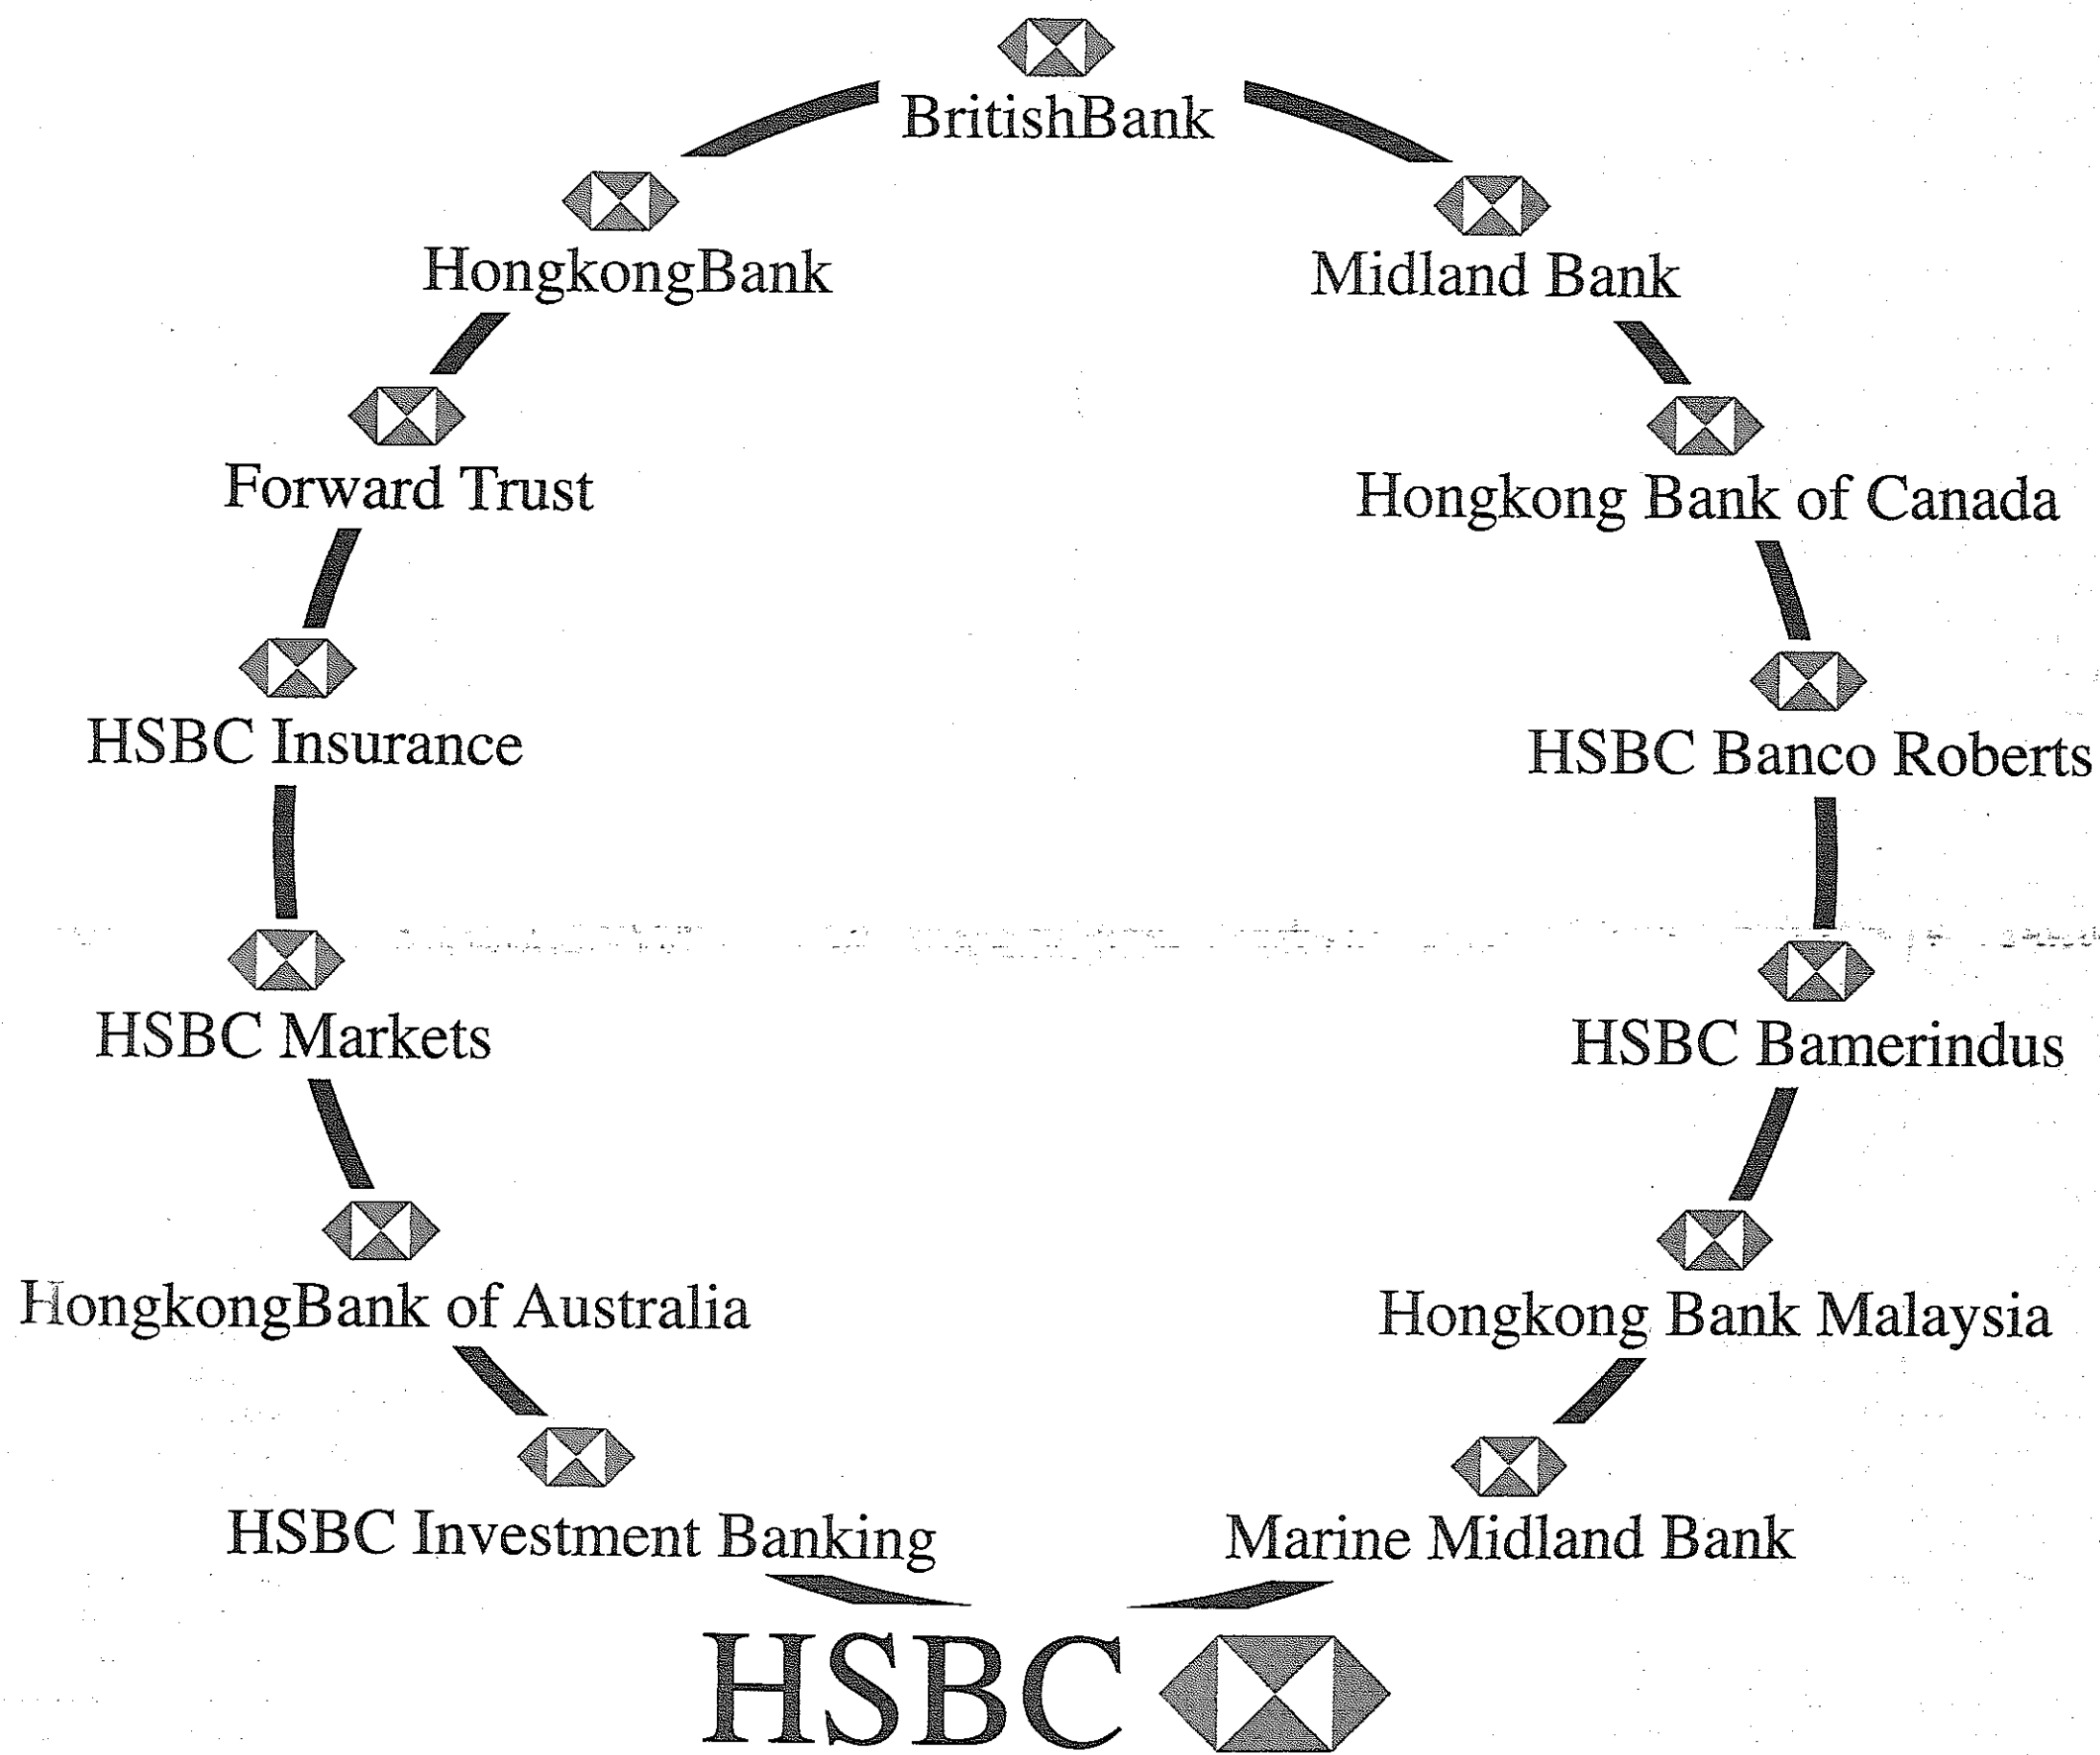 BritishBank
HongkongBank
Midland Bank
Forward Trust
Hongkong Bank of Canada
HSBC Insurance
HSBC Banco Roberts
HSBC Markets
HSBC Bamerindus
HongkongBank of Australia
Hongkong Bank Malaysia
HSBC Investment Banking
Marine Midland Bank
HSBC